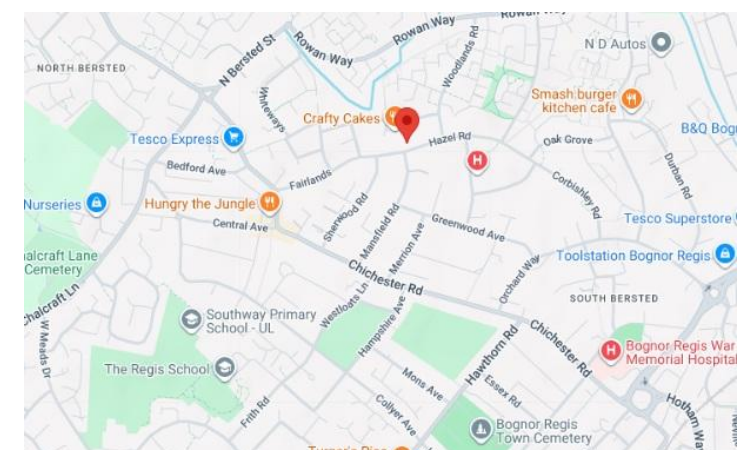 Rowan Way
Rowan Way
N Bersted St
Rowan Way
Woodlands Rd
N D Autos
NORTH BERSTED
Whiteways
Smash.burger
kitchen cafe
Crafty Cakes
Tesco Express
Hazel Rd
Oak Grove
B&Q Bog
Bedford Ave
H
Durban Rd
Fairlands
Corbishley Rd
Nurseries
Hungry the Jungle
Sherwood Rd
Mansfield Rd
Greenwood Ave
Tesco Superstore
Central Ave
Merrion Ave
halcraft Lane
Cemetery
Toolstation Bognor Regis
Chichester Rd
Orchard Way
Chalcraft Ln
Westloats Ln
Hampshire Ave
SOUTH BERSTED
Southway Primary
School - UL
Chichester Rd
W Meads Dr
Hawthorn Rd
H
Bognor Regis War
Memorial Hospital
The Regis School
Mons Ave
Essex Rd
Frith Rd
Collyer Ave
Hotham Way
Bognor Regis
Town Cemetery